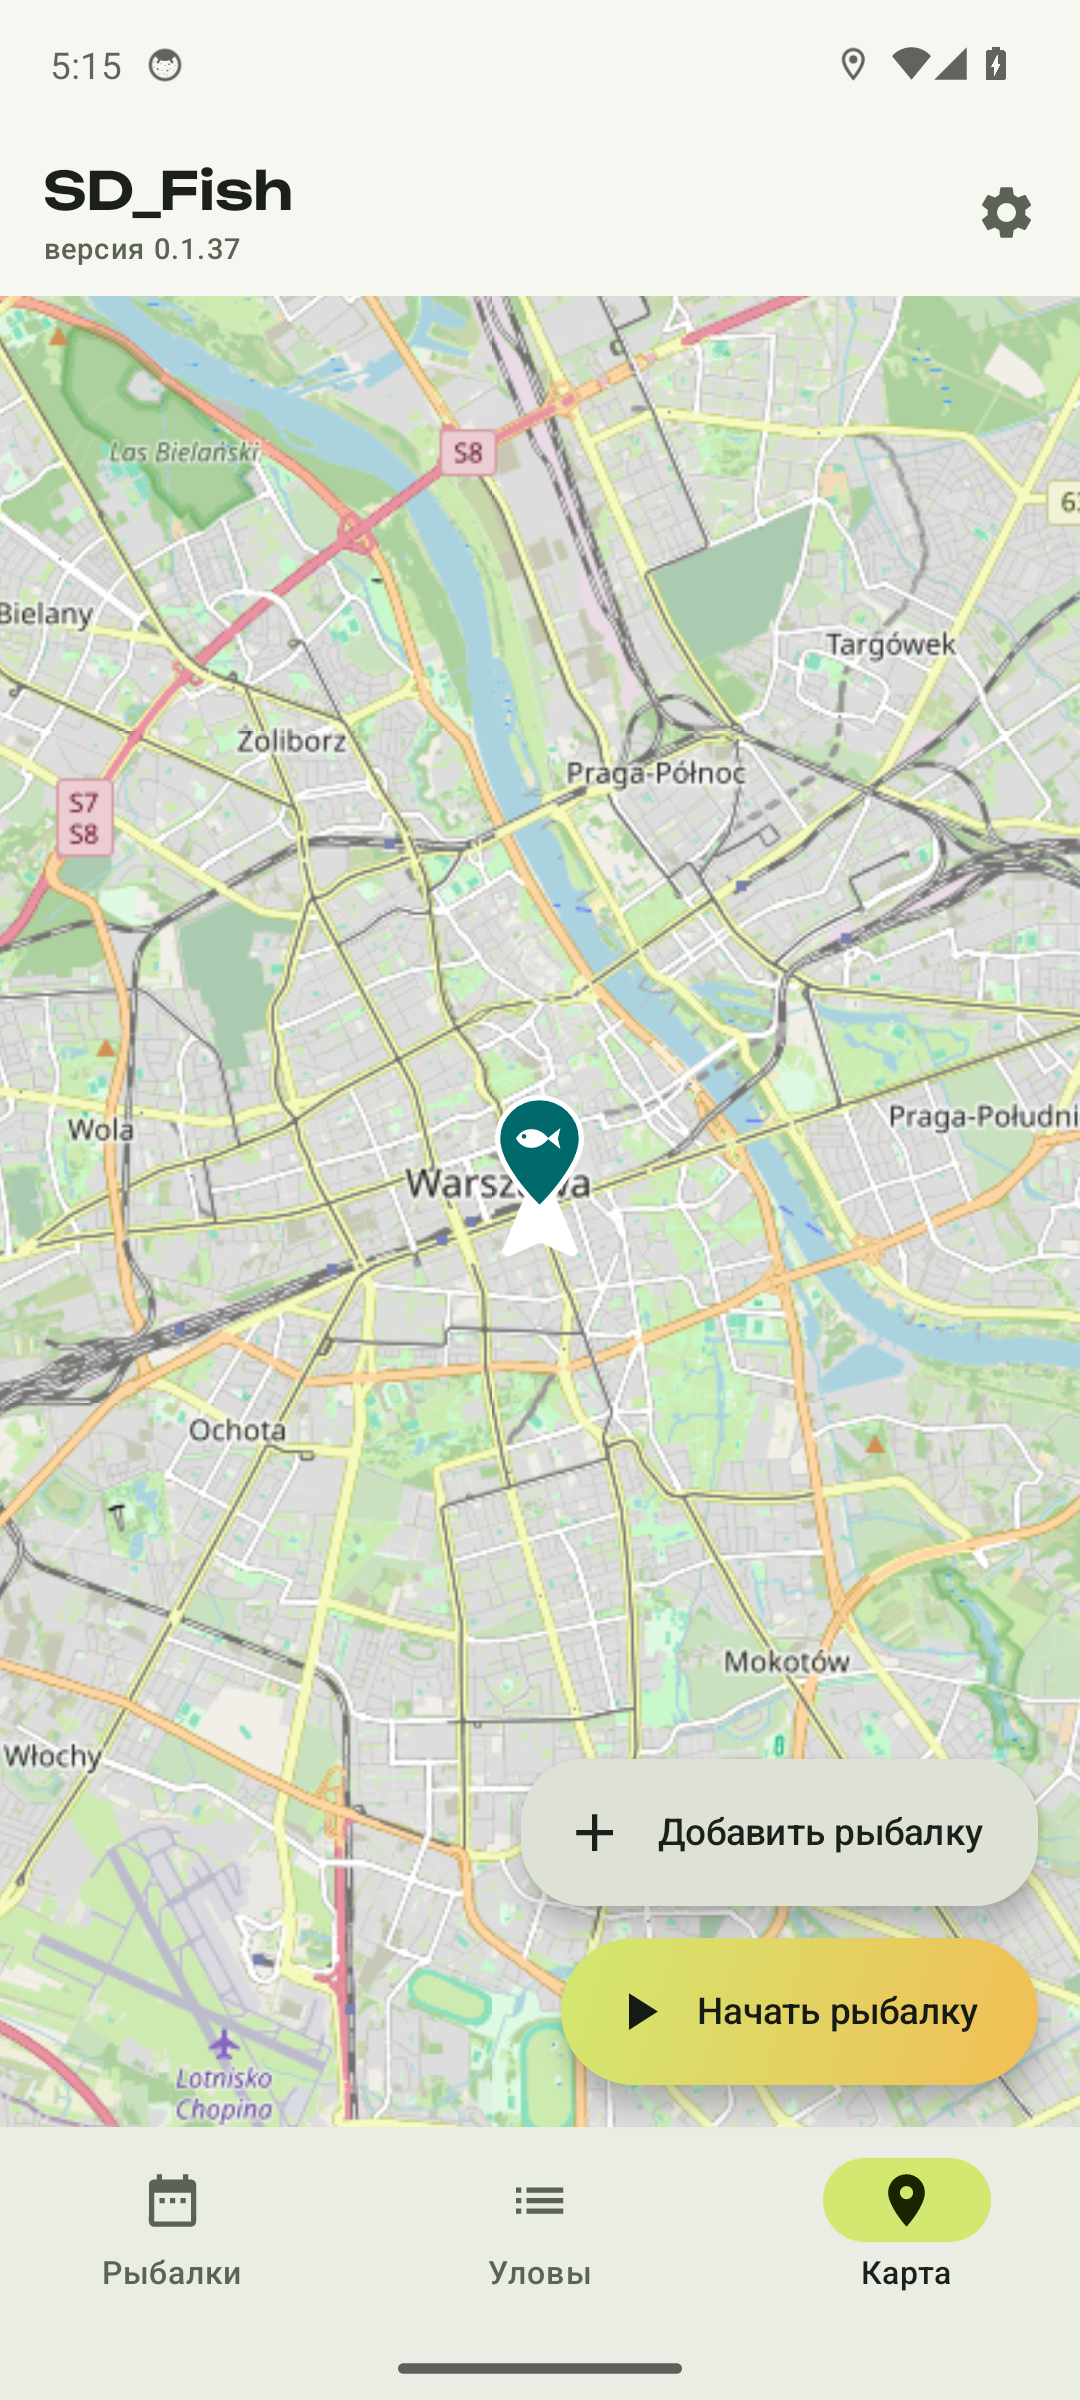 5:15
SD_Fish
версия 0.1.37
Las Bielański
S8
Bielany
Targówek
Żoliborz
Praga-Północ
S7
S8
Wola
Praga-Południ
Warszawa
Ochota
Mokotów
Włochy
Добавить рыбалку
Начать рыбалку
Lotnisko
Chopina
Рыбалки
Уловы
Карта